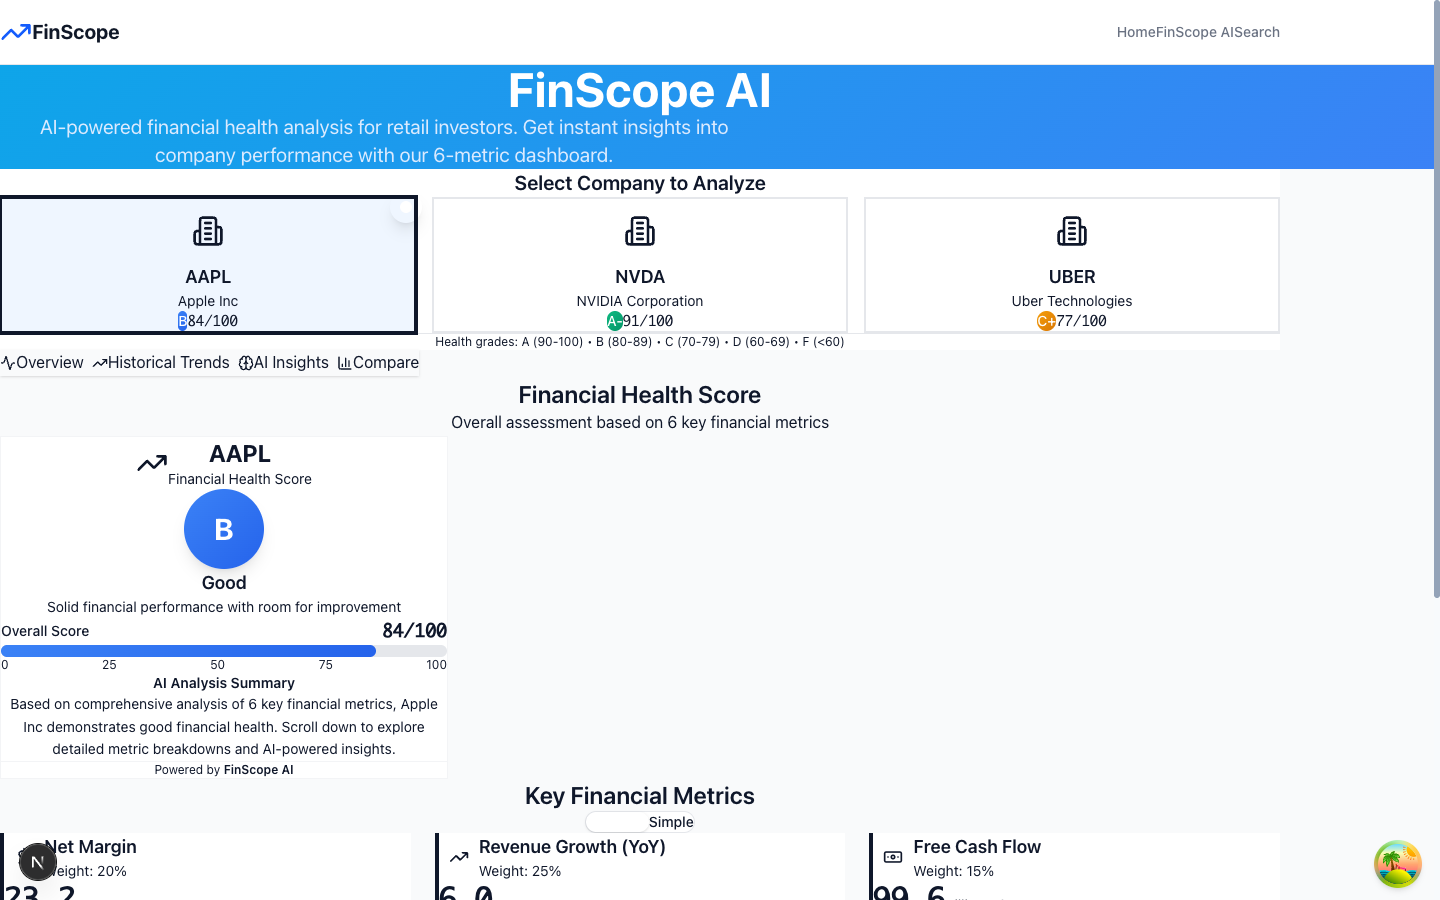 FinScope
HomeFinScope AISearch
FinScope AI
AI-powered financial health analysis for retail investors. Get instant insights into
company performance with our 6-metric dashboard.
Select Company to Analyze
AAPL
Apple Inc
B84/100
NVDA
NVIDIA Corporation
A-91/100
UBER
Uber Technologies
C+77/100
Health grades: A (90-100) • B (80-89) • C (70-79) • D (60-69) • F (<60)
Overview
Historical Trends
AI Insights
Compare
Financial Health Score
Overall assessment based on 6 key financial metrics
AAPL
Financial Health Score
B
Good
Solid financial performance with room for improvement
Overall Score
84/100
0 25 50 75 100
AI Analysis Summary
Based on comprehensive analysis of 6 key financial metrics, Apple
Inc demonstrates good financial health. Scroll down to explore
detailed metric breakdowns and AI-powered insights.
Powered by FinScope AI
Key Financial Metrics
Simple
Net Margin
Weight: 20%
23.2
Revenue Growth (YoY)
Weight: 25%
6.0
Free Cash Flow
Weight: 15%
99.6
N